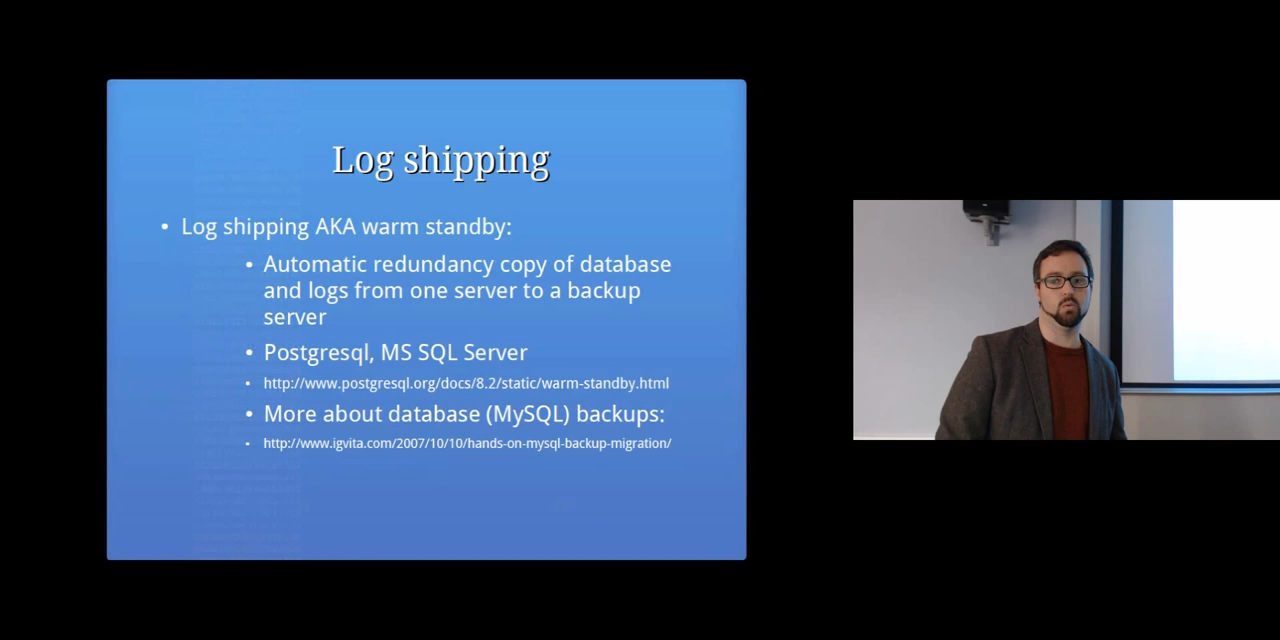 Log shipping
• Log shipping AKA warm standby:
• Automatic redundancy copy of database
and logs from one server to a backup
server
• Postgresql, MS SQL Server
• http://www.postgresql.org/docs/8.2/static/warm-standby.html
• More about database (MySQL) backups:
• http://www.igvita.com/2007/10/10/hands-on-mysql-backup-migration/